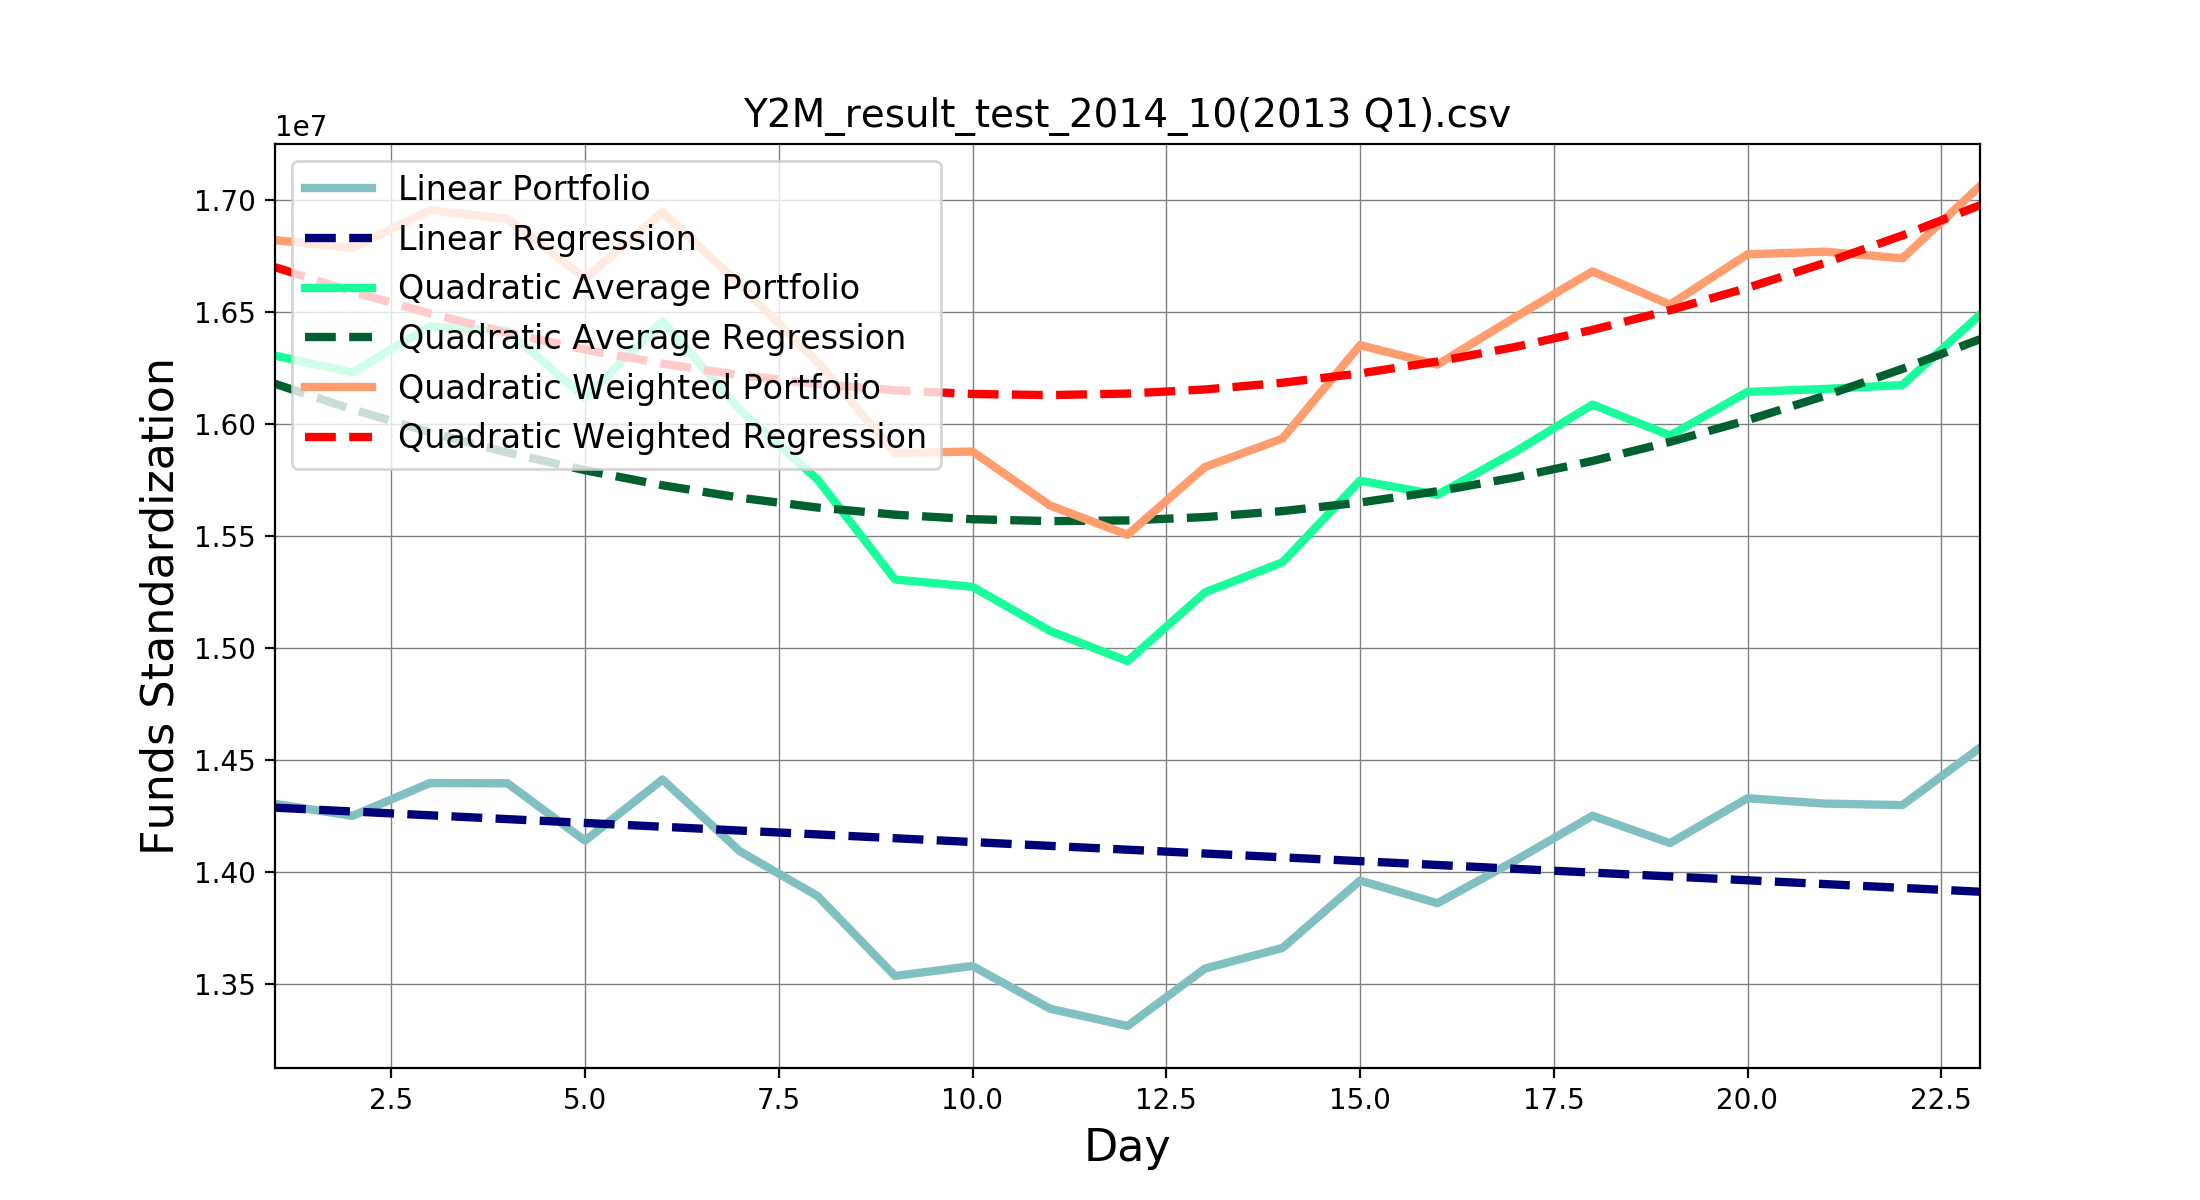 Y2M_result_test_2014_10(2013 Q1).csv
1e7
Linear Portfolio
Linear Regression
Quadratic Average Portfolio
Quadratic Average Regression
Quadratic Weighted Portfolio
Quadratic Weighted Regression
1.70
1.65
1.60
1.55
1.50
1.45
1.40
1.35
Funds Standardization
2.5 5.0 7.5 10.0 12.5 15.0 17.5 20.0 22.5
Day